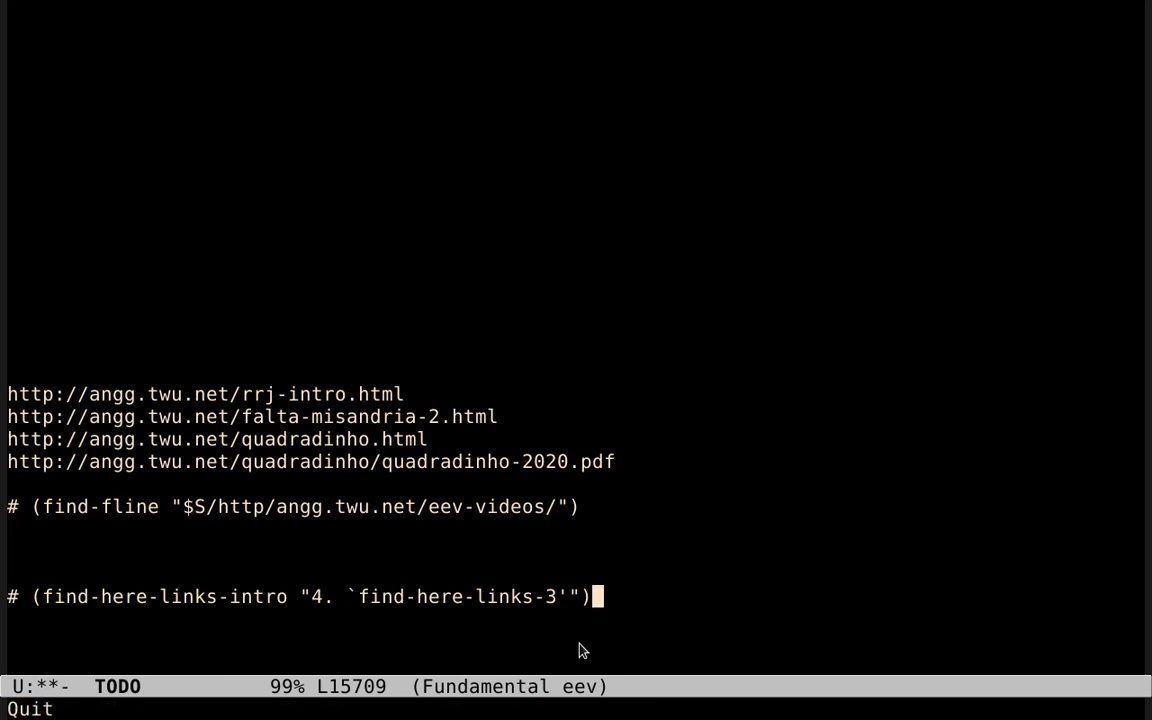 http://angg.twu.net/rrj-intro.html
http://angg.twu.net/falta-misandria-2.html
http://angg.twu.net/quadradinho.html
http://angg.twu.net/quadradinho/quadradinho-2020.pdf
# (find-fline "$S/http/angg.twu.net/eev-videos/")
# (find-here-links-intro "4. `find-here-links-3'")
U:**-  TODO           99% L15709  (Fundamental eev)
Quit